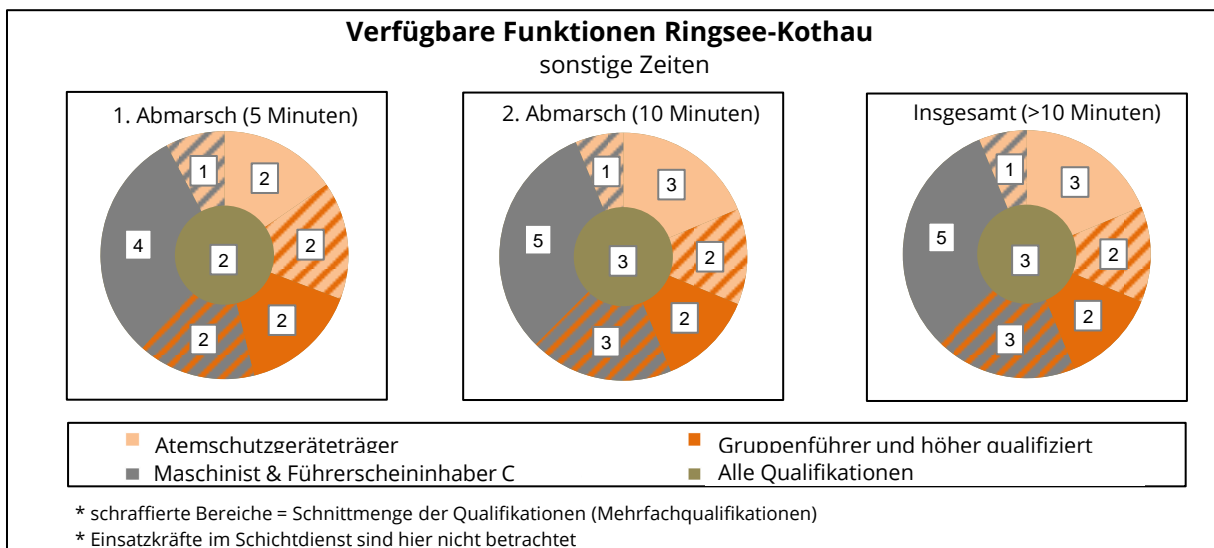 Verfügbare Funktionen Ringsee-Kothau
sonstige Zeiten
1. Abmarsch (5 Minuten)
1
2
4
2
2
2
2
2. Abmarsch (10 Minuten)
1
3
5
2
3
2
3
Insgesamt (>10 Minuten)
1
3
5
2
3
2
3
Atemschutzgeräteträger
Gruppenführer und höher qualifiziert
Maschinist & Führerscheininhaber C
Alle Qualifikationen
* schraffierte Bereiche = Schnittmenge der Qualifikationen (Mehrfachqualifikationen)
* Einsatzkräfte im Schichtdienst sind hier nicht betrachtet